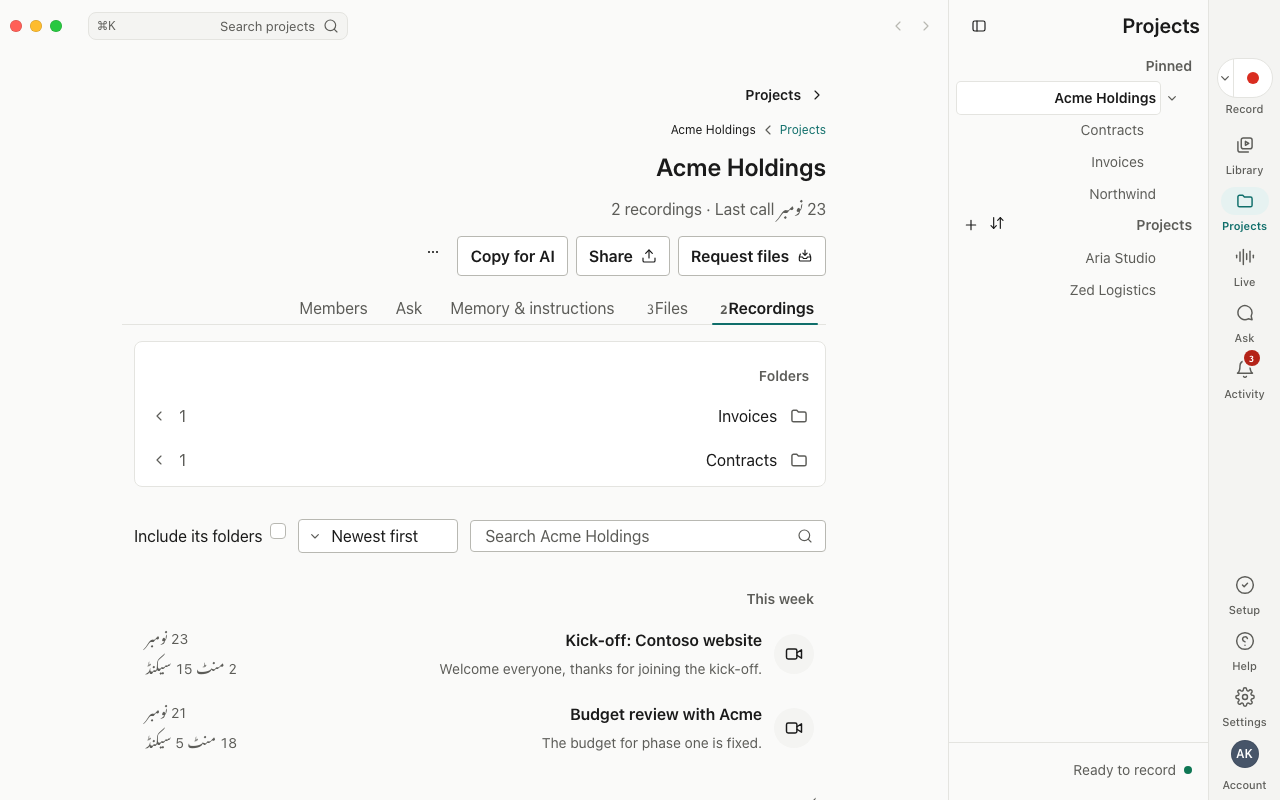 ⌘K
Search projects
Projects
Pinned
Acme Holdings
Contracts
Invoices
Northwind
Projects
Aria Studio
Zed Logistics
Ready to record
Record
Library
Projects
Live
Ask
3
Activity
Setup
Help
Settings
AK
Account
Projects
Projects
Acme Holdings
Acme Holdings
2 recordings · Last call 23 نومبر
Request files
Share
Copy for AI
...
2Recordings
3Files
Memory & instructions
Ask
Members
Folders
Invoices
1
Contracts
1
Search Acme Holdings
Newest first
Include its folders
This week
Kick-off: Contoso website
23 نومبر
Welcome everyone, thanks for joining the kick-off.
2 منٹ 15 سیکنڈ
Budget review with Acme
21 نومبر
The budget for phase one is fixed.
18 منٹ 5 سیکنڈ